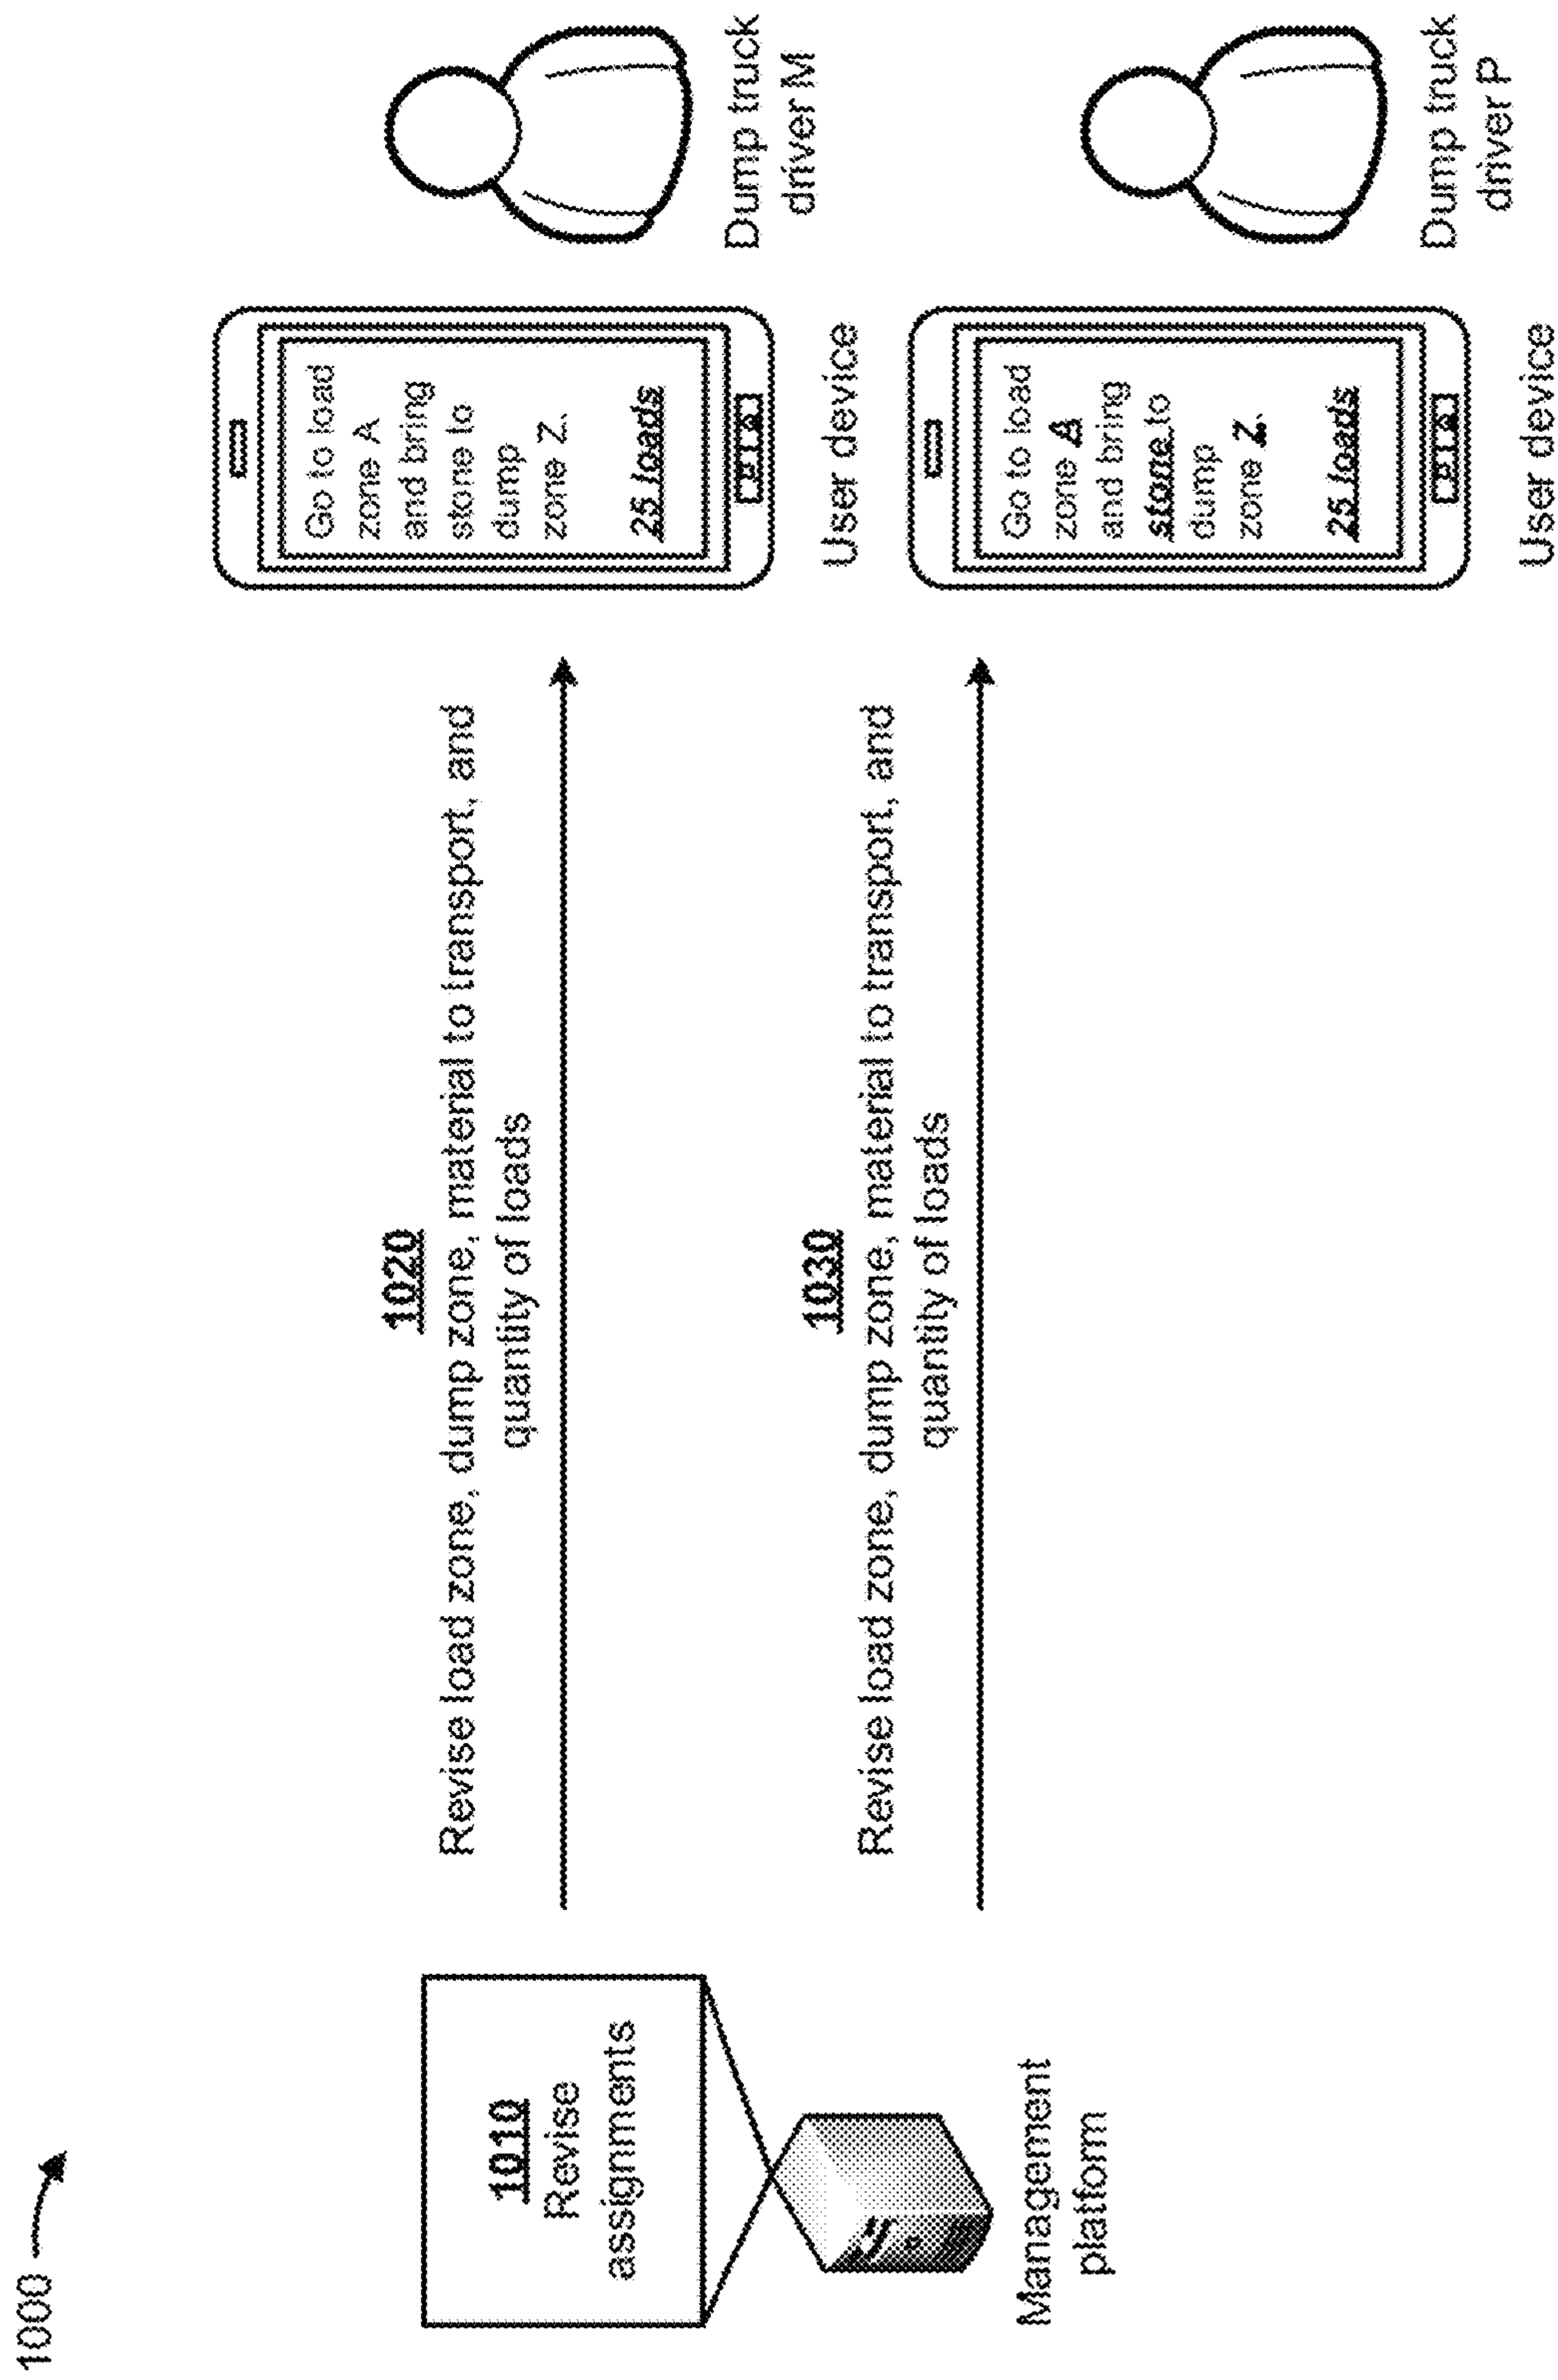 1000
1010
Revise
assignments
Management
platform
1020
Revise load zone, dump zone, material to transport, and
quantity of loads
1030
Revise load zone, dump zone, material to transport, and
quantity of loads
Go to load
zone A
and bring
stone to
dump
zone Z.
25 loads
User device
Dump truck
driver M
Go to load
zone A
and bring
stone to
dump
zone Z.
25 loads
User device
Dump truck
driver P